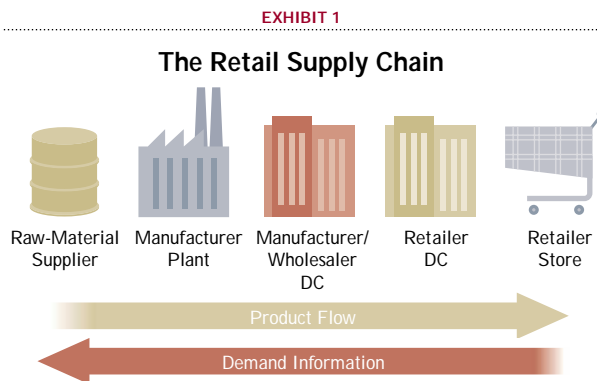 EXHIBIT 1
The Retail Supply Chain
Raw-Material
Supplier
Manufacturer
Plant
Manufacturer/
Wholesaler
DC
Retailer
DC
Retailer
Store
Product Flow
Demand Information